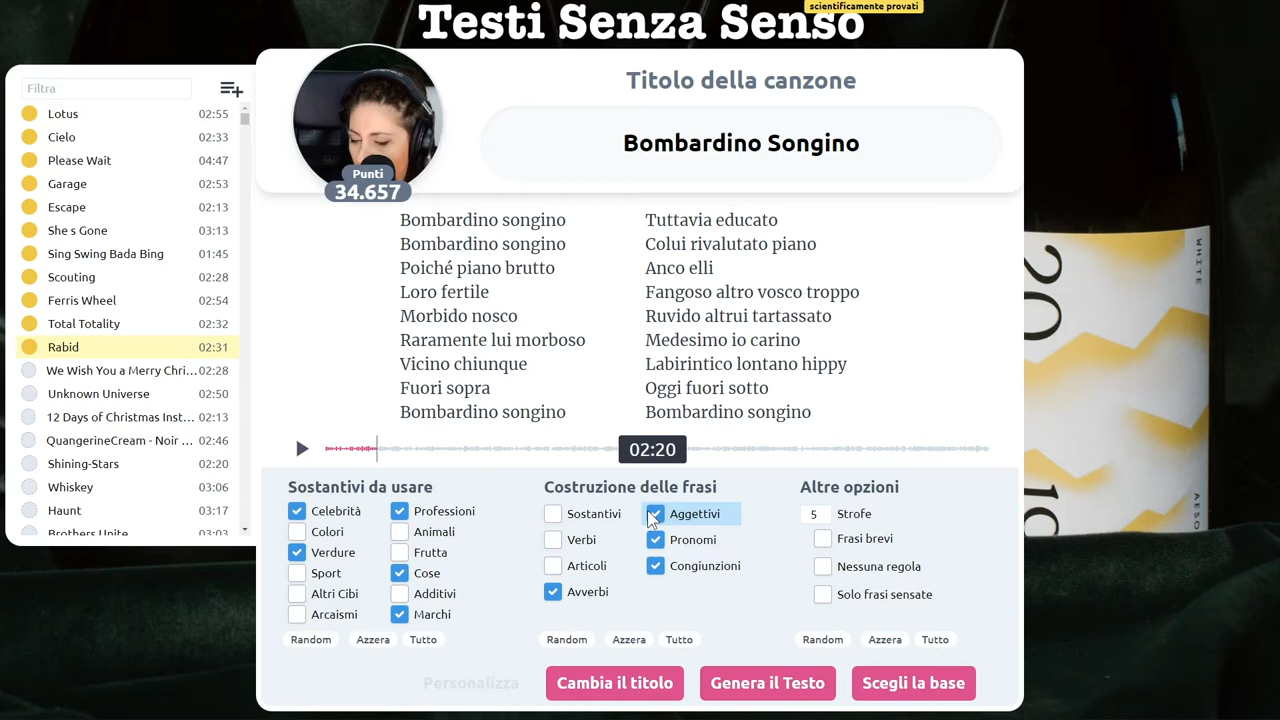 scientificamente provati
Testi Senza Senso
Filtra
Lotus 02:55
Cielo 02:33
Please Wait 04:47
Garage 02:53
Escape 02:13
She s Gone 03:13
Sing Swing Bada Bing 01:45
Scouting 02:28
Ferris Wheel 02:54
Total Totality 02:32
Rabid 02:31
We Wish You a Merry Chri... 02:28
Unknown Universe 02:50
12 Days of Christmas Inst... 02:13
QuangerineCream - Noir ... 02:46
Shining-Stars 02:20
Whiskey 03:06
Haunt 03:17
Brothers Unite 03:03
Punti
34.657
Titolo della canzone
Bombardino Songino
Bombardino songino
Bombardino songino
Poiché piano brutto
Loro fertile
Morbido nosco
Raramente lui morboso
Vicino chiunque
Fuori sopra
Bombardino songino
Tuttavia educato
Colui rivalutato piano
Anco elli
Fangoso altro vosco troppo
Ruvido altrui tartassato
Medesimo io carino
Labirintico lontano hippy
Oggi fuori sotto
Bombardino songino
02:20
Sostantivi da usare
Celebrità
Professioni
Colori
Animali
Verdure
Frutta
Sport
Cose
Altri Cibi
Additivi
Arcaismi
Marchi
Random Azzera Tutto
Costruzione delle frasi
Sostantivi
Aggettivi
Verbi
Pronomi
Articoli
Congiunzioni
Avverbi
Random Azzera Tutto
Altre opzioni
5 Strofe
Frasi brevi
Nessuna regola
Solo frasi sensate
Random Azzera Tutto
Personalizza
Cambia il titolo
Genera il Testo
Scegli la base
WHITE
20
19